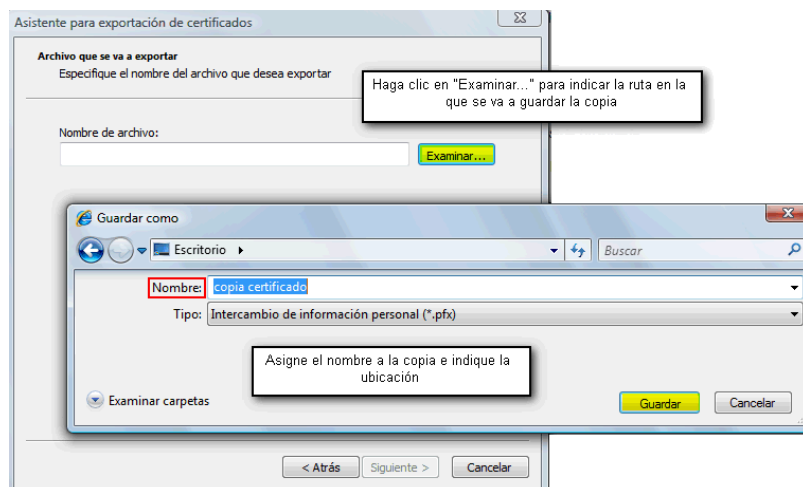 Asistente para exportación de certificados
Archivo que se va a exportar
Especifique el nombre del archivo que desea exportar
Haga clic en "Examinar..." para indicar la ruta en la
que se va a guardar la copia
Nombre de archivo:
Examinar...
Guardar como
Escritorio
Buscar
Nombre: copia certificado
Tipo: Intercambio de información personal (*.pfx)
Asigne el nombre a la copia e indique la
ubicación
Examinar carpetas
Guardar
Cancelar
< Atrás
Siguiente >
Cancelar